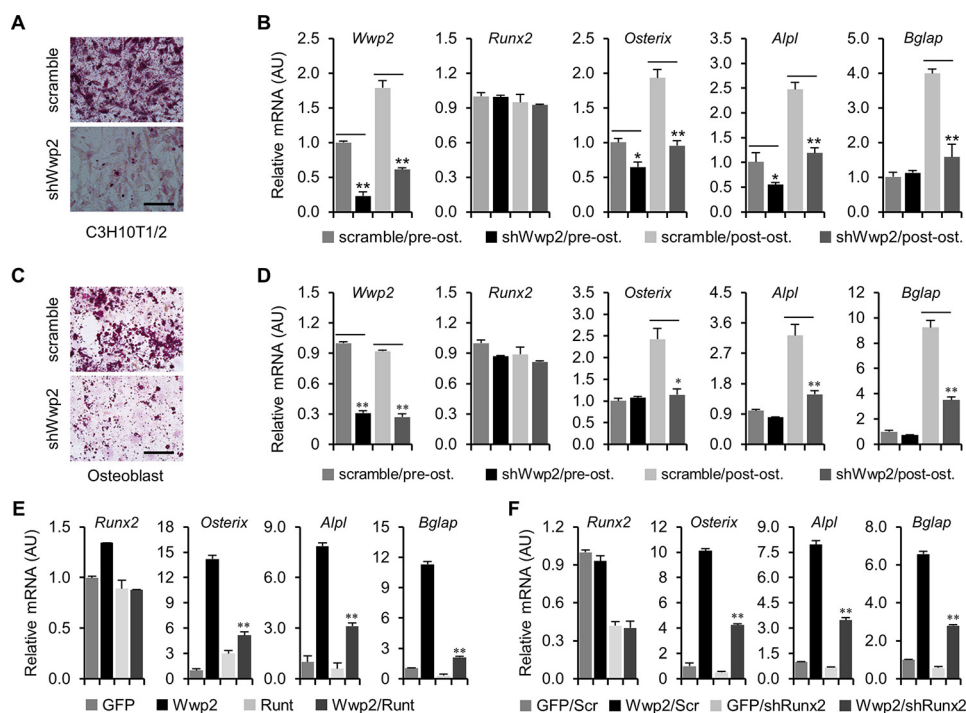 A
scramble
shWwp2
C3H10T1/2
B
Wwp2 Runx2 Osterix Alpl Bglap
Relative mRNA (AU)
2.5 1.5 2.5 3.0 5.0
2.0 1.2 2.0 2.5 4.0
1.5 0.9 1.5 2.0 3.0
1.0 0.6 1.0 1.5 2.0
0.5 0.3 0.5 1.0 1.0
0.0 0.0 0.0 0.5 0.0
0.0
** ** * ** * ** **
scramble/pre-ost. shWwp2/pre-ost. scramble/post-ost. shWwp2/post-ost.
C
scramble
shWwp2
Osteoblast
D
Wwp2 Runx2 Osterix Alpl Bglap
Relative mRNA (AU)
1.5 1.5 3.5 4.5 12
1.2 1.2 3.0 3.6 10
0.9 0.9 2.5 2.7 8
0.6 0.6 2.0 1.8 6
0.3 0.3 1.5 0.9 4
0 0 1.0 0 2
0.5 0
0.0
** ** * ** **
scramble/pre-ost. shWwp2/pre-ost. scramble/post-ost. shWwp2/post-ost.
E
Runx2 Osterix Alpl Bglap
Relative mRNA (AU)
1.5 18 9.0 15
1.0 15 6.0 12
0.5 12 3.0 9
0.0 9 0.0 6
6 3
3 0
0
** ** **
GFP Wwp2 Runt Wwp2/Runt
F
Runx2 Osterix Alpl Bglap
Relative mRNA (AU)
1.2 12 9.0 8.0
0.9 10 7.5 6.0
0.6 8 6.0 4.0
0.3 6 4.5 2.0
0.0 4 3.0 0.0
2 1.5
0 0.0
** ** **
GFP/Scr Wwp2/Scr GFP/shRunx2 Wwp2/shRunx2